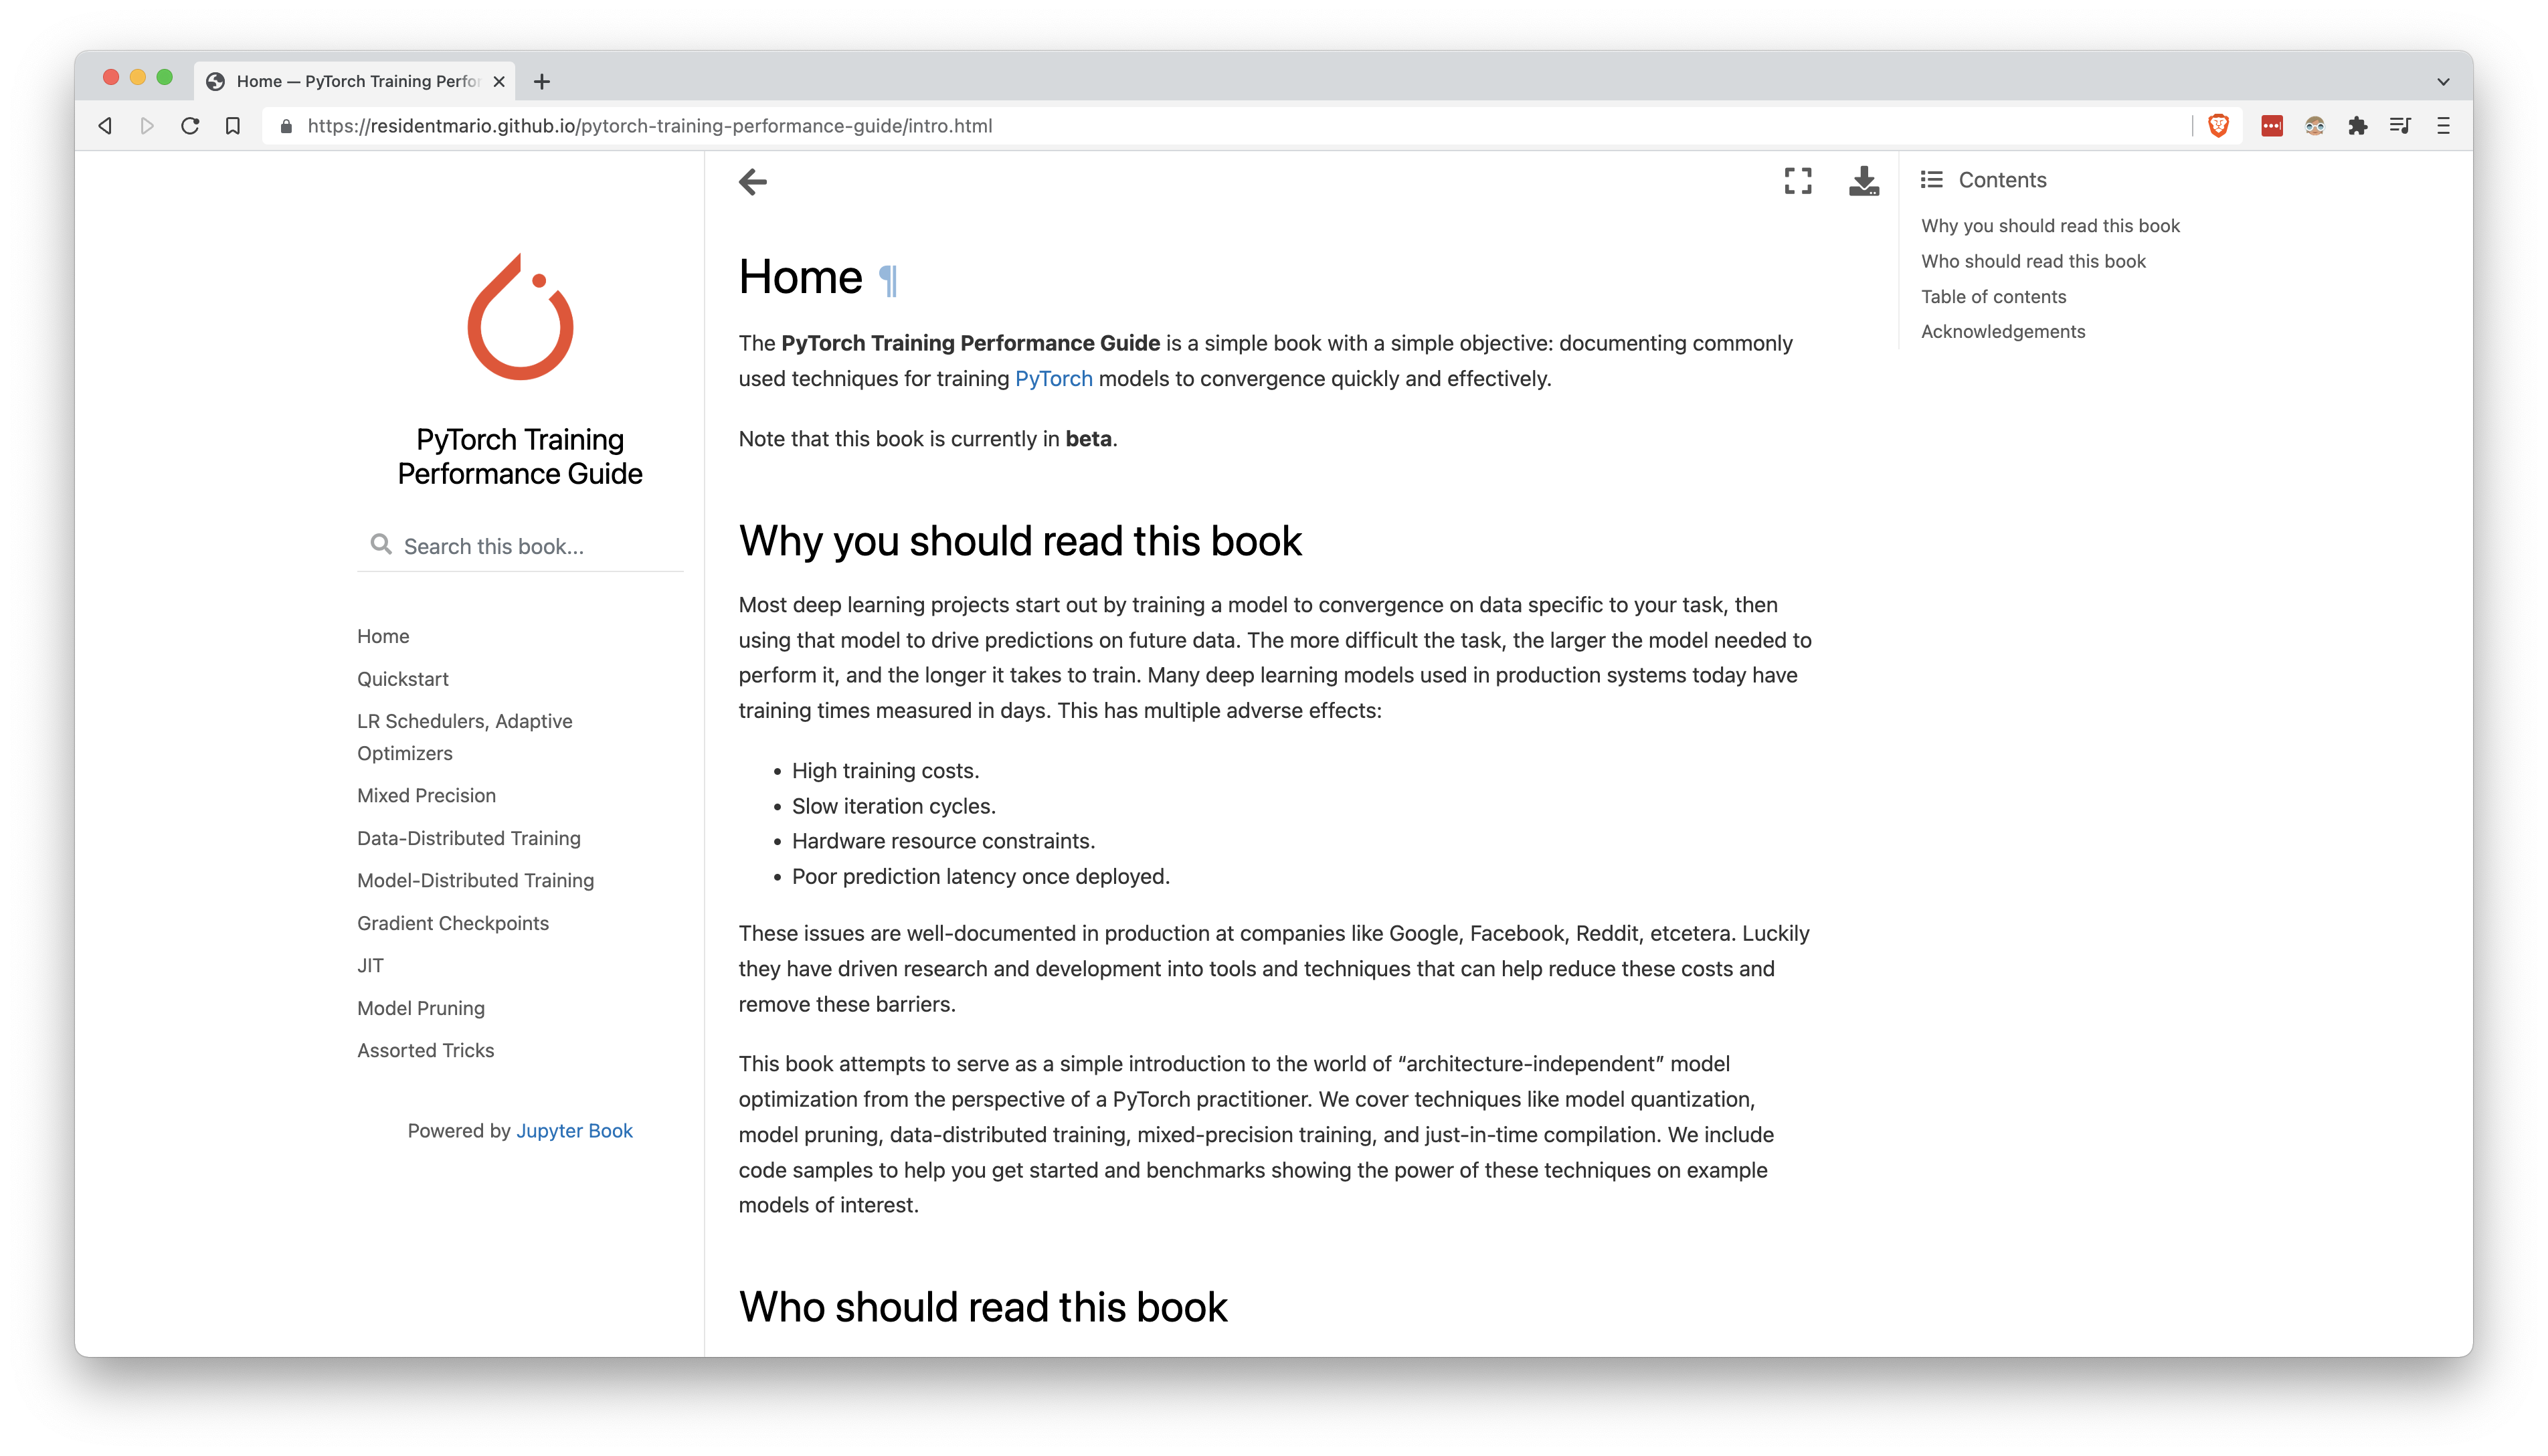 Home — PyTorch Training Perfor
https://residentmario.github.io/pytorch-training-performance-guide/intro.html
PyTorch Training
Performance Guide
Search this book...
Home
Quickstart
LR Schedulers, Adaptive
Optimizers
Mixed Precision
Data-Distributed Training
Model-Distributed Training
Gradient Checkpoints
JIT
Model Pruning
Assorted Tricks
Powered by Jupyter Book
Home ¶
The PyTorch Training Performance Guide is a simple book with a simple objective: documenting commonly
used techniques for training PyTorch models to convergence quickly and effectively.
Note that this book is currently in beta.
Why you should read this book
Most deep learning projects start out by training a model to convergence on data specific to your task, then
using that model to drive predictions on future data. The more difficult the task, the larger the model needed to
perform it, and the longer it takes to train. Many deep learning models used in production systems today have
training times measured in days. This has multiple adverse effects:
• High training costs.
• Slow iteration cycles.
• Hardware resource constraints.
• Poor prediction latency once deployed.
These issues are well-documented in production at companies like Google, Facebook, Reddit, etcetera. Luckily
they have driven research and development into tools and techniques that can help reduce these costs and
remove these barriers.
This book attempts to serve as a simple introduction to the world of “architecture-independent” model
optimization from the perspective of a PyTorch practitioner. We cover techniques like model quantization,
model pruning, data-distributed training, mixed-precision training, and just-in-time compilation. We include
code samples to help you get started and benchmarks showing the power of these techniques on example
models of interest.
Who should read this book
Contents
Why you should read this book
Who should read this book
Table of contents
Acknowledgements